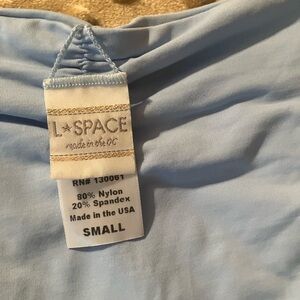 L★SPACE
made in the OC
RN# 130061
80% Nylon
20% Spandex
Made in the USA
SMALL